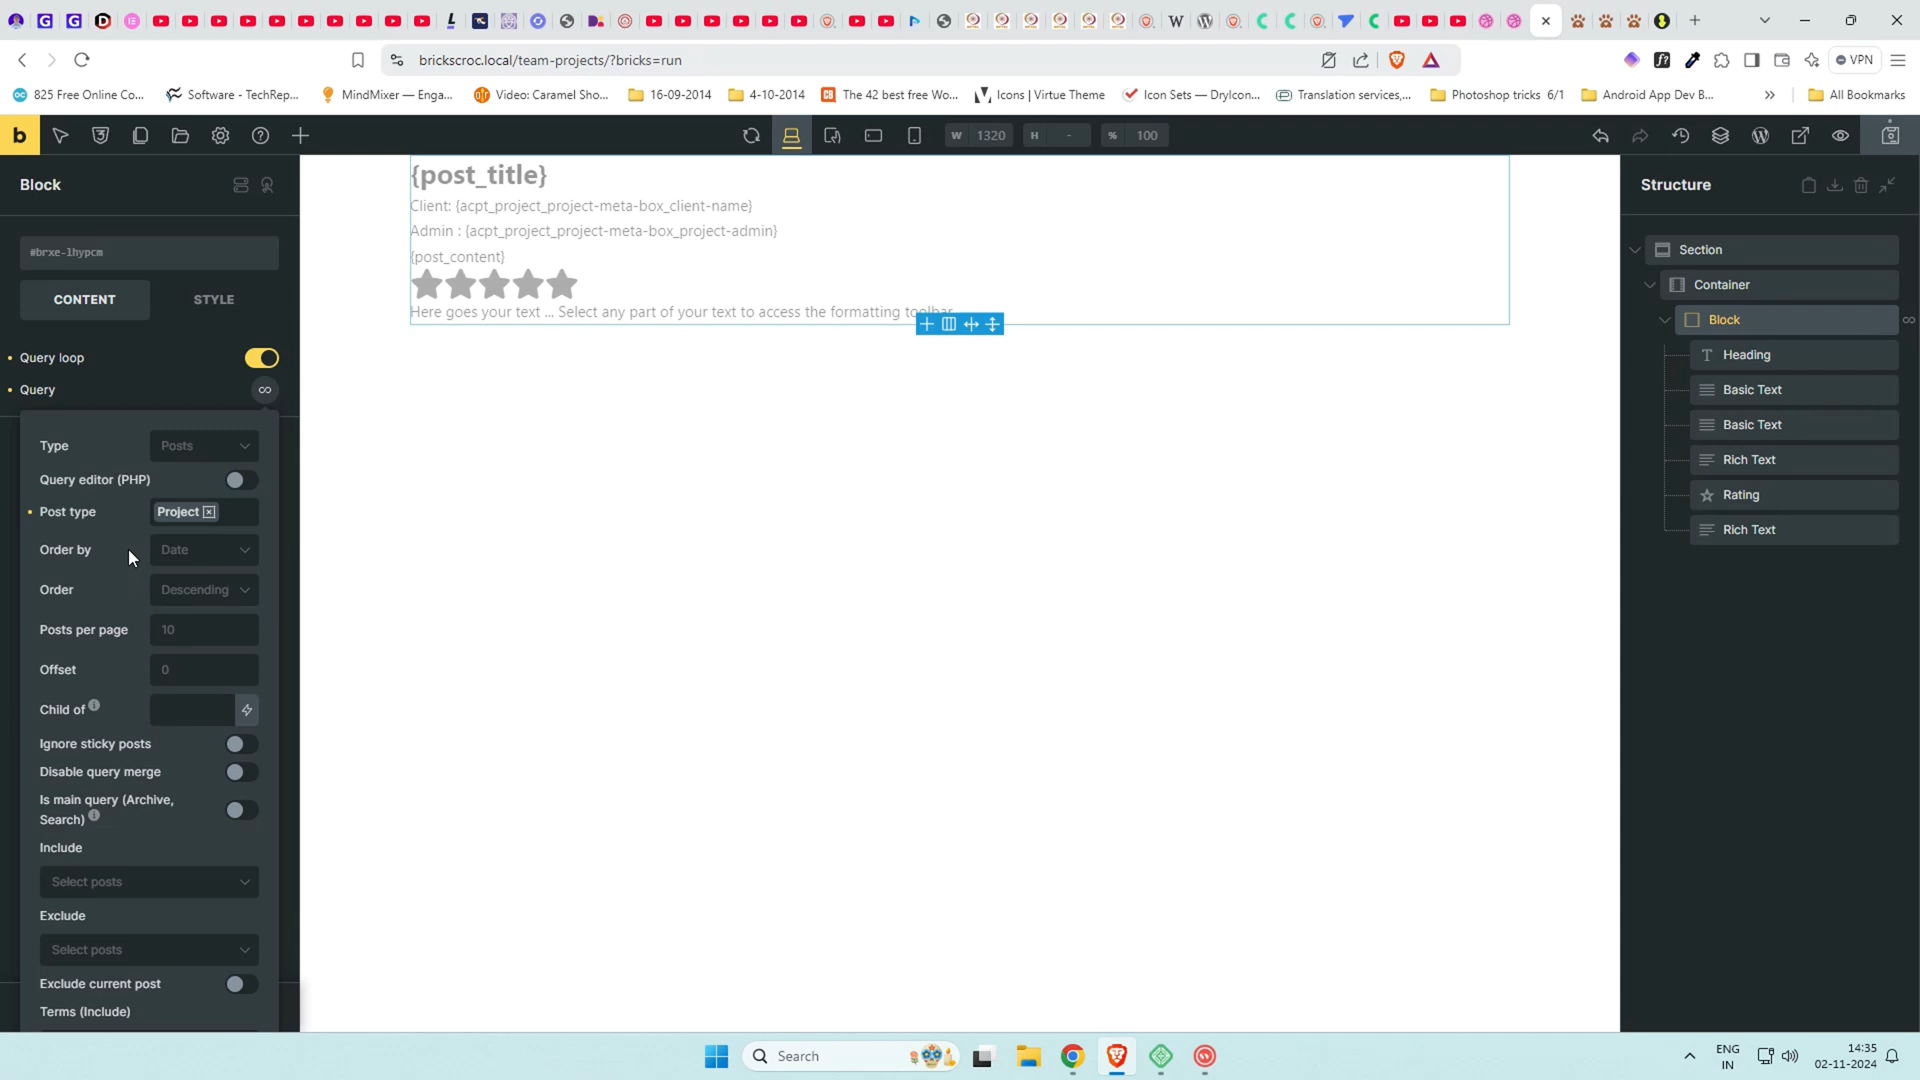 brickscroc.local/team-projects/?bricks=run
VPN
825 Free Online Co...
Software - TechRep...
MindMixer — Enga...
Video: Caramel Sho...
16-09-2014
4-10-2014
The 42 best free Wo...
Icons | Virtue Theme
Icon Sets — DryIcon...
Translation services,...
Photoshop tricks 6/1
Android App Dev B...
All Bookmarks
b
W 1320
H -
% 100
Block
#brxe-lhypcm
CONTENT
STYLE
Query loop
Query
Type
Posts
Query editor (PHP)
Post type
Project
Order by
Date
Order
Descending
Posts per page
10
Offset
0
Child of
Ignore sticky posts
Disable query merge
Is main query (Archive,
Search)
Include
Select posts
Exclude
Select posts
Exclude current post
Terms (Include)
{post_title}
Client: {acpt_project_project-meta-box_client-name}
Admin : {acpt_project_project-meta-box_project-admin}
{post_content}
Here goes your text ... Select any part of your text to access the formatting toolbar.
Structure
Section
Container
Block
Heading
Basic Text
Basic Text
Rich Text
Rating
Rich Text
Search
ENG
IN
14:35
02-11-2024